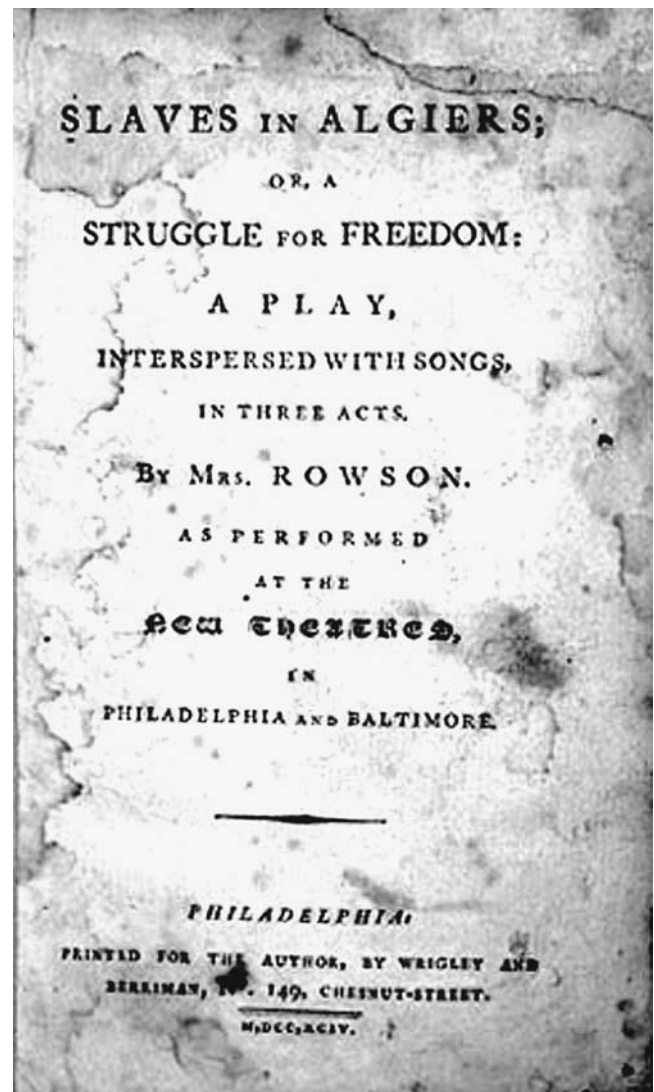 SLAVES IN ALGIERS;
OR, A
STRUGGLE FOR FREEDOM:
A PLAY,
INTERSPERSED WITH SONGS,
IN THREE ACTS.
BY MRS. ROWSON.
AS PERFORMED
AT THE
NEW THEATRES,
IN
PHILADELPHIA AND BALTIMORE.
PHILADELPHIA:
PRINTED FOR THE AUTHOR, BY WRIGLEY AND
BERRIMAN, 149, CHESNUT-STREET.
M,DCC,XCIV.